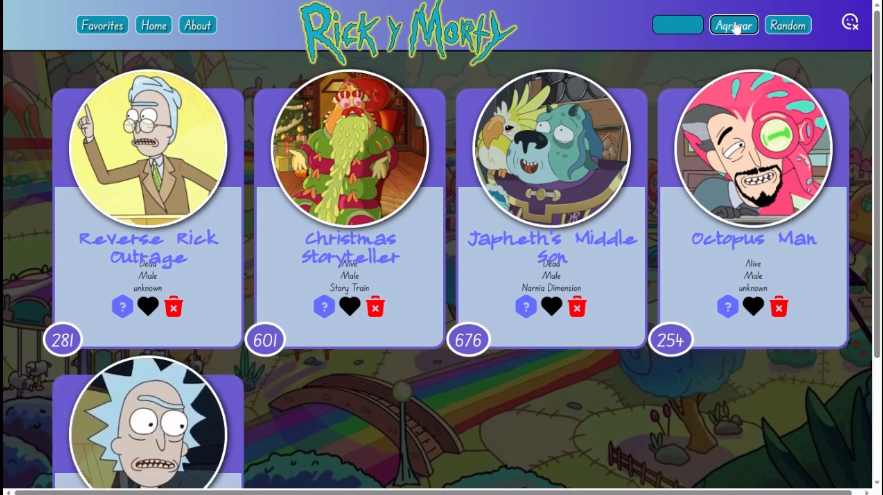 Favorites Home About
Rick y Morty
Agregar Random
Reverse Rick
Outrage
Dead
Male
unknown
?
281
Christmas
Storyteller
Alive
Male
Story Train
?
601
Japheth's Middle
Son
Dead
Male
Narnia Dimension
?
676
Octopus Man
Alive
Male
unknown
?
254